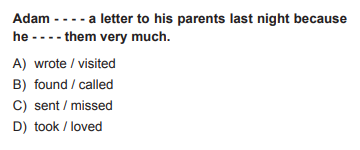 Adam - - - - a letter to his parents last night because
he - - - - them very much.
A) wrote / visited
B) found / called
C) sent / missed
D) took / loved